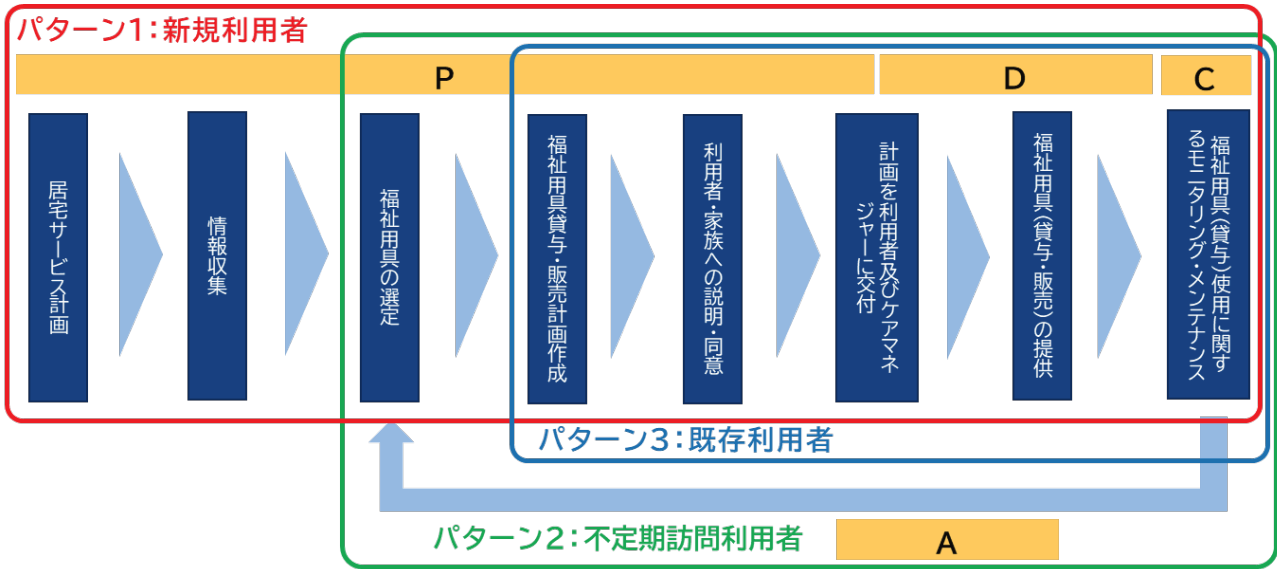 パターン1:新規利用者
P
D
C
居宅サービス計画
情報収集
福祉用具の選定
福祉用具貸与・販売計画作成
利用者・家族への説明・同意
計画を利用者及びケアマネ
ジャーに交付
福祉用具(貸与・販売)の提供
福祉用具(貸与)使用に関す
るモニタリング・メンテナンス
パターン3:既存利用者
パターン2:不定期訪問利用者
A